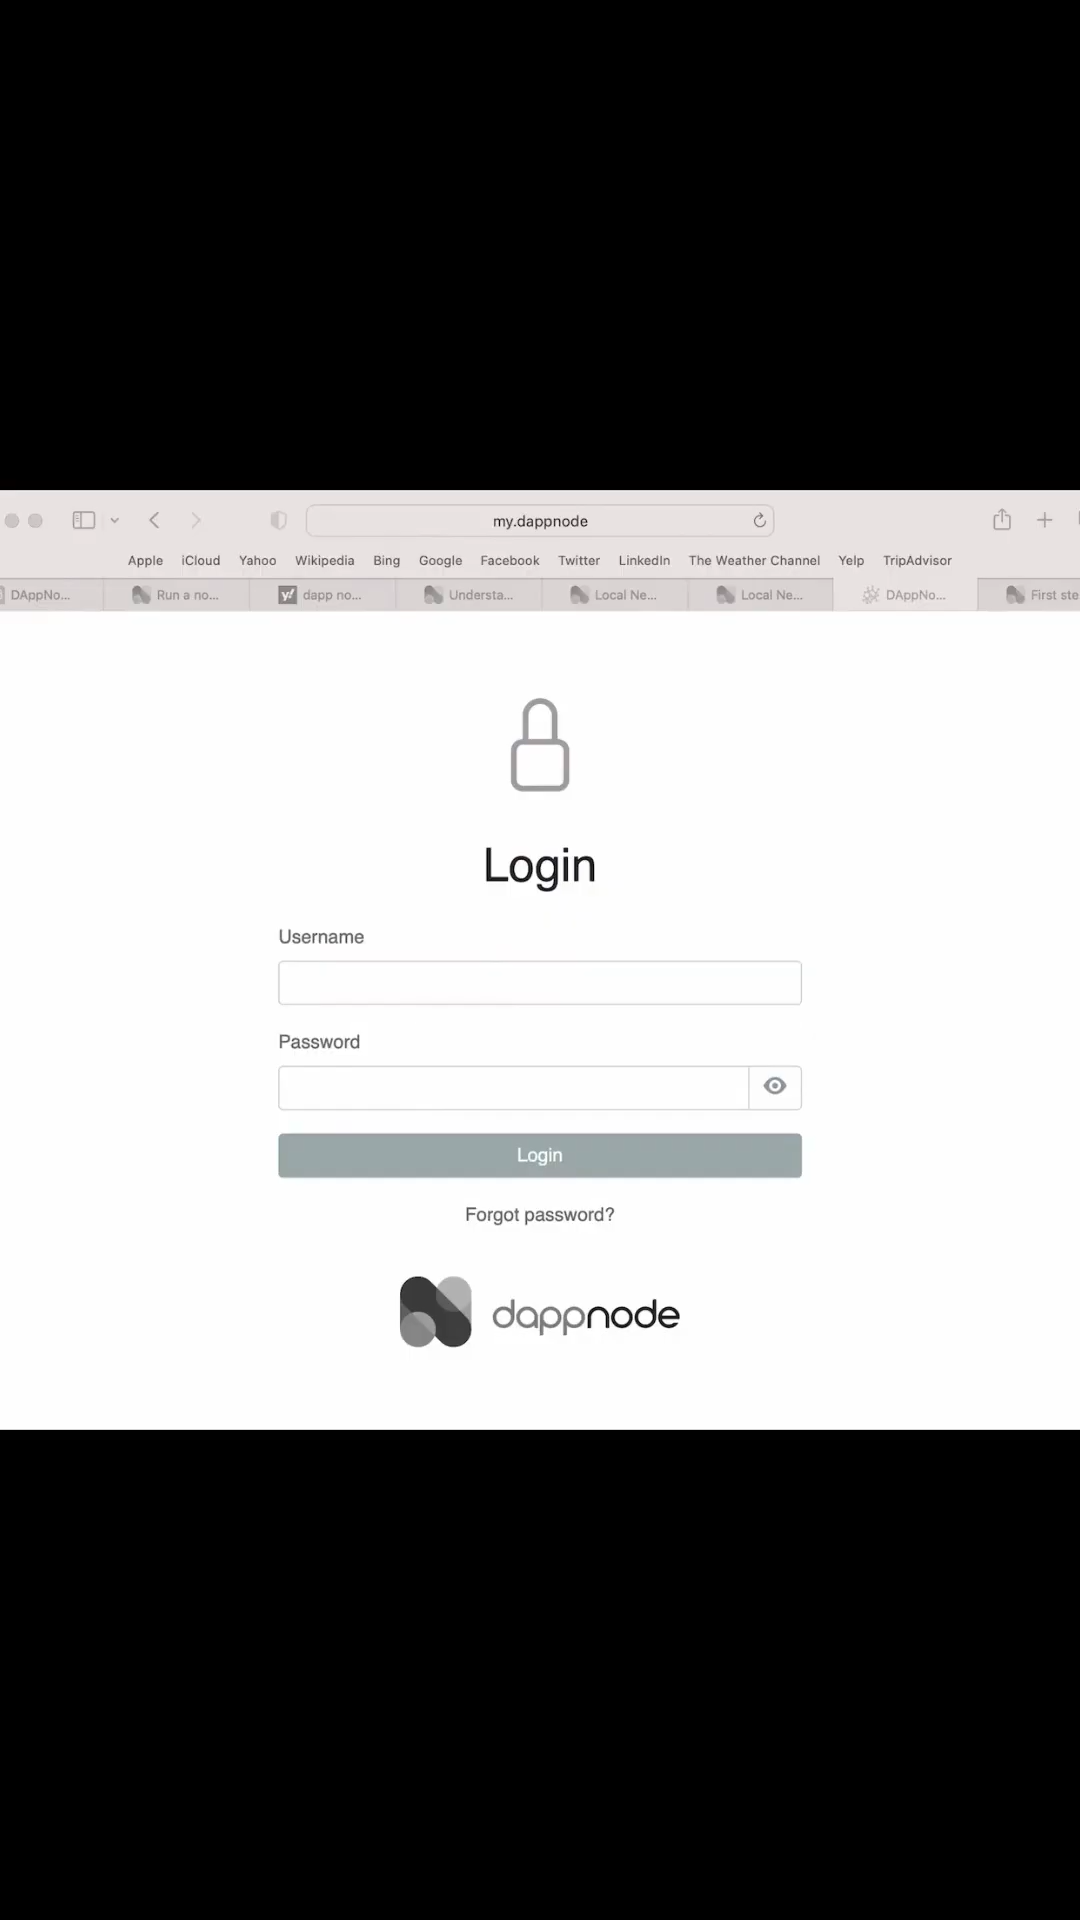 my.dappnode
Apple iCloud Yahoo Wikipedia Bing Google Facebook Twitter LinkedIn The Weather Channel Yelp TripAdvisor
DAppNo... Run a no... y! dapp no... Understa... Local Ne... Local Ne... DAppNo... First ste
Login
Username
Password
Login
Forgot password?
dappnode